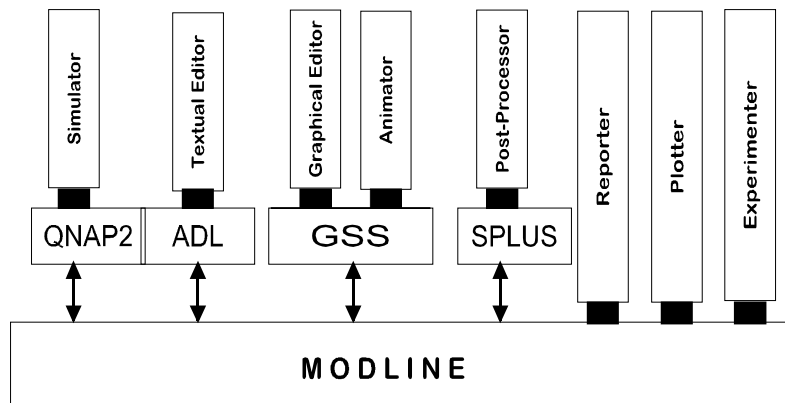 Simulator
Textual Editor
Graphical Editor
Animator
Post-Processor
Reporter
Plotter
Experimenter
QNAP2
ADL
GSS
SPLUS
MODLINE